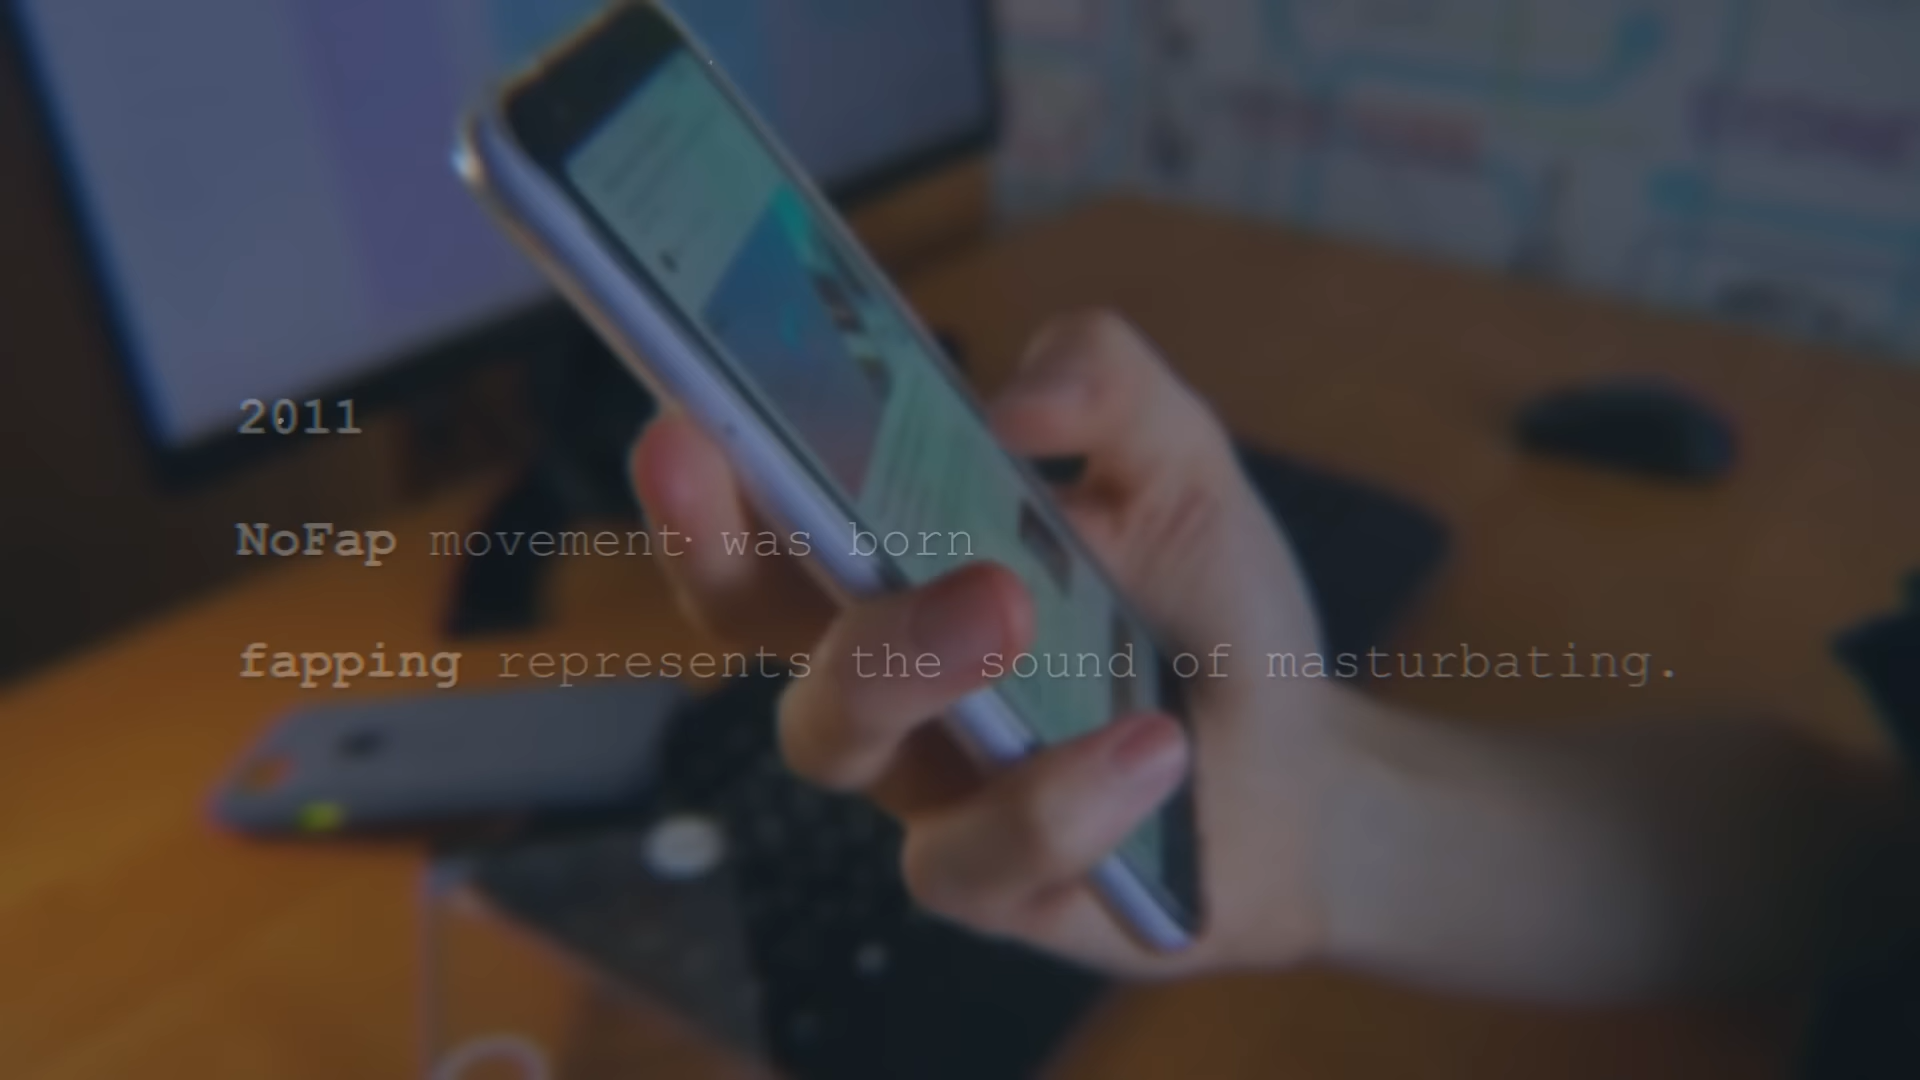 2011
NoFap movement was born
fapping represents the sound of masturbating.